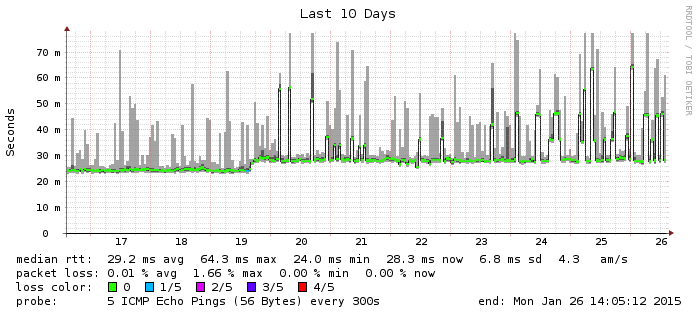 Last 10 Days
RRDTOOL / TOBI OETIKER
Seconds
70 m
60 m
50 m
40 m
30 m
20 m
10 m
0
17 18 19 20 21 22 23 24 25 26
median rtt: 29.2 ms avg 64.3 ms max 24.0 ms min 28.3 ms now 6.8 ms sd 4.3 am/s
packet loss: 0.01 % avg 1.66 % max 0.00 % min 0.00 % now
loss color: 0 1/5 2/5 3/5 4/5
probe: 5 ICMP Echo Pings (56 Bytes) every 300s end: Mon Jan 26 14:05:12 2015